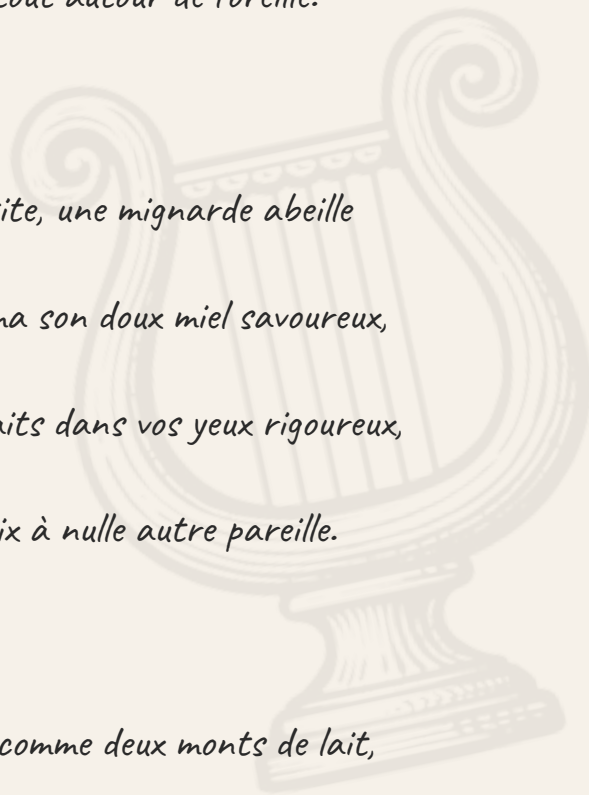 tout autour de l'oreille.
une mignarde abeille
son doux miel savoureux,
dans vos yeux rigoureux,
à nulle autre pareille.
comme deux monts de lait,